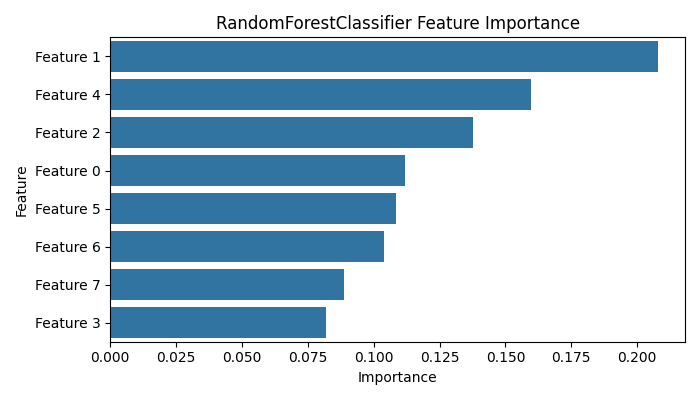 RandomForestClassifier Feature Importance
Feature 1
Feature 4
Feature 2
Feature 0
Feature 5
Feature 6
Feature 7
Feature 3
Feature
0.000 0.025 0.050 0.075 0.100 0.125 0.150 0.175 0.200
Importance